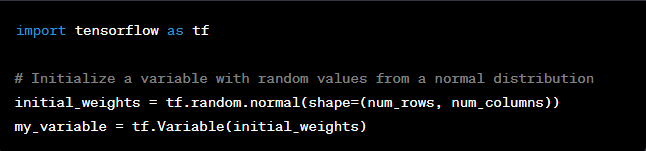 import tensorflow as tf
# Initialize a variable with random values from a normal distribution
initial_weights = tf.random.normal(shape=(num_rows, num_columns))
my_variable = tf.Variable(initial_weights)